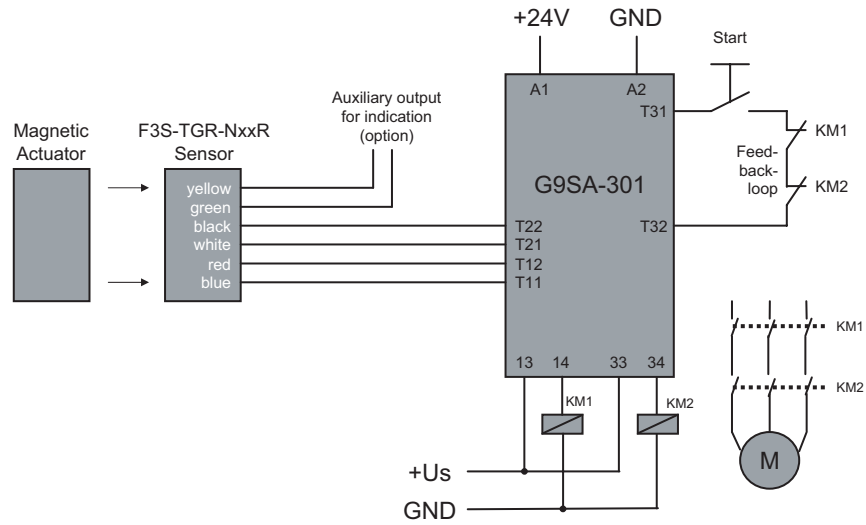 +24V
GND
Start
A1
A2
T31
Auxiliary output
for indication
(option)
Magnetic
Actuator
F3S-TGR-NxxR
Sensor
KM1
Feed-
back-
loop
KM2
G9SA-301
yellow
green
black
white
red
blue
T22
T21
T12
T11
T32
13
14
33
34
KM1
KM2
KM1
KM2
M
+Us
GND